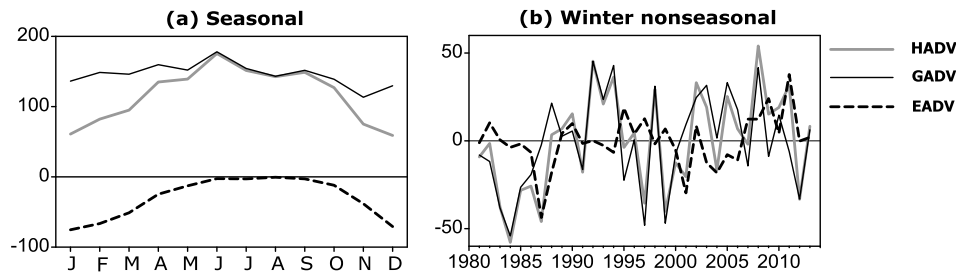 (a) Seasonal
(b) Winter nonseasonal
200
100
0
-100
J F M A M J J A S O N D
50
0
-50
1980 1985 1990 1995 2000 2005 2010
HADV
GADV
EADV